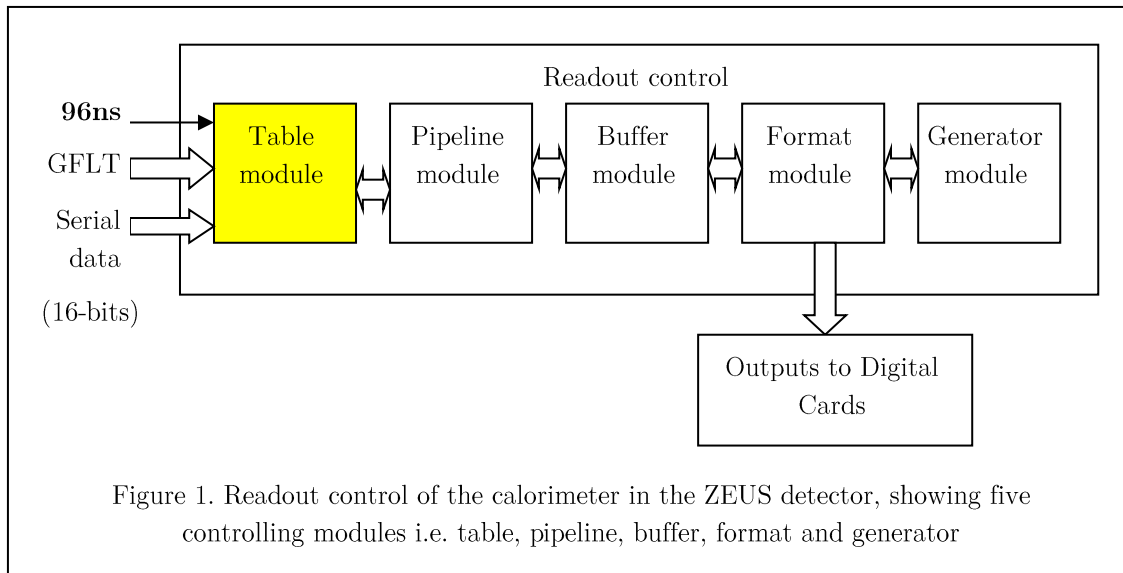 Readout control
96ns
GFLT
Serial
data
(16-bits)
Table
module
Pipeline
module
Buffer
module
Format
module
Generator
module
Outputs to Digital
Cards
Figure 1. Readout control of the calorimeter in the ZEUS detector, showing five
controlling modules i.e. table, pipeline, buffer, format and generator